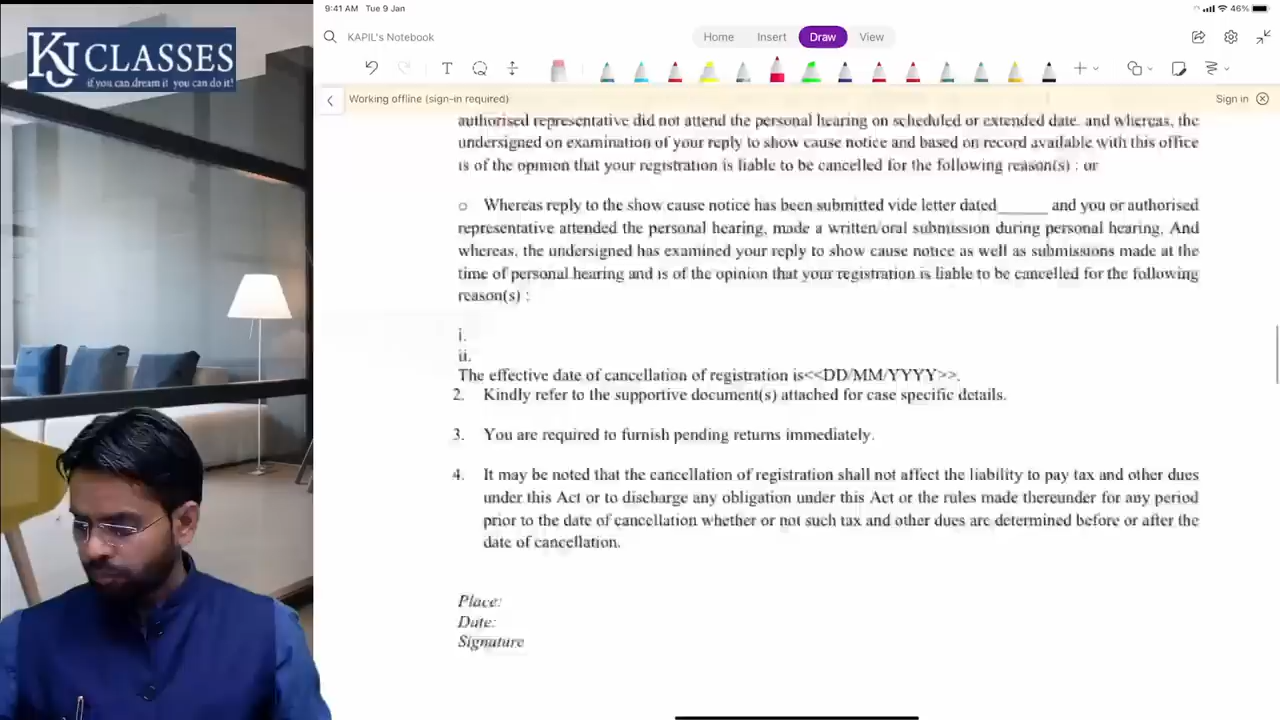 9:41 AM Tue 9 Jan
46%
KJ CLASSES
if you can dream it you can do it!
KAPIL's Notebook
Home Insert Draw View
T
Working offline (sign-in required)
Sign in
authorised representative did not attend the personal hearing on scheduled or extended date. and whereas, the
undersigned on examination of your reply to show cause notice and based on record available with this office
is of the opinion that your registration is liable to be cancelled for the following reason(s) : or
o Whereas reply to the show cause notice has been submitted vide letter dated ______ and you or authorised
representative attended the personal hearing, made a written/oral submission during personal hearing, And
whereas, the undersigned has examined your reply to show cause notice as well as submissions made at the
time of personal hearing and is of the opinion that your registration is liable to be cancelled for the following
reason(s) :
i.
ii.
The effective date of cancellation of registration is<<DD/MM/YYYY>>.
2. Kindly refer to the supportive document(s) attached for case specific details.
3. You are required to furnish pending returns immediately.
4. It may be noted that the cancellation of registration shall not affect the liability to pay tax and other dues
under this Act or to discharge any obligation under this Act or the rules made thereunder for any period
prior to the date of cancellation whether or not such tax and other dues are determined before or after the
date of cancellation.
Place:
Date:
Signature